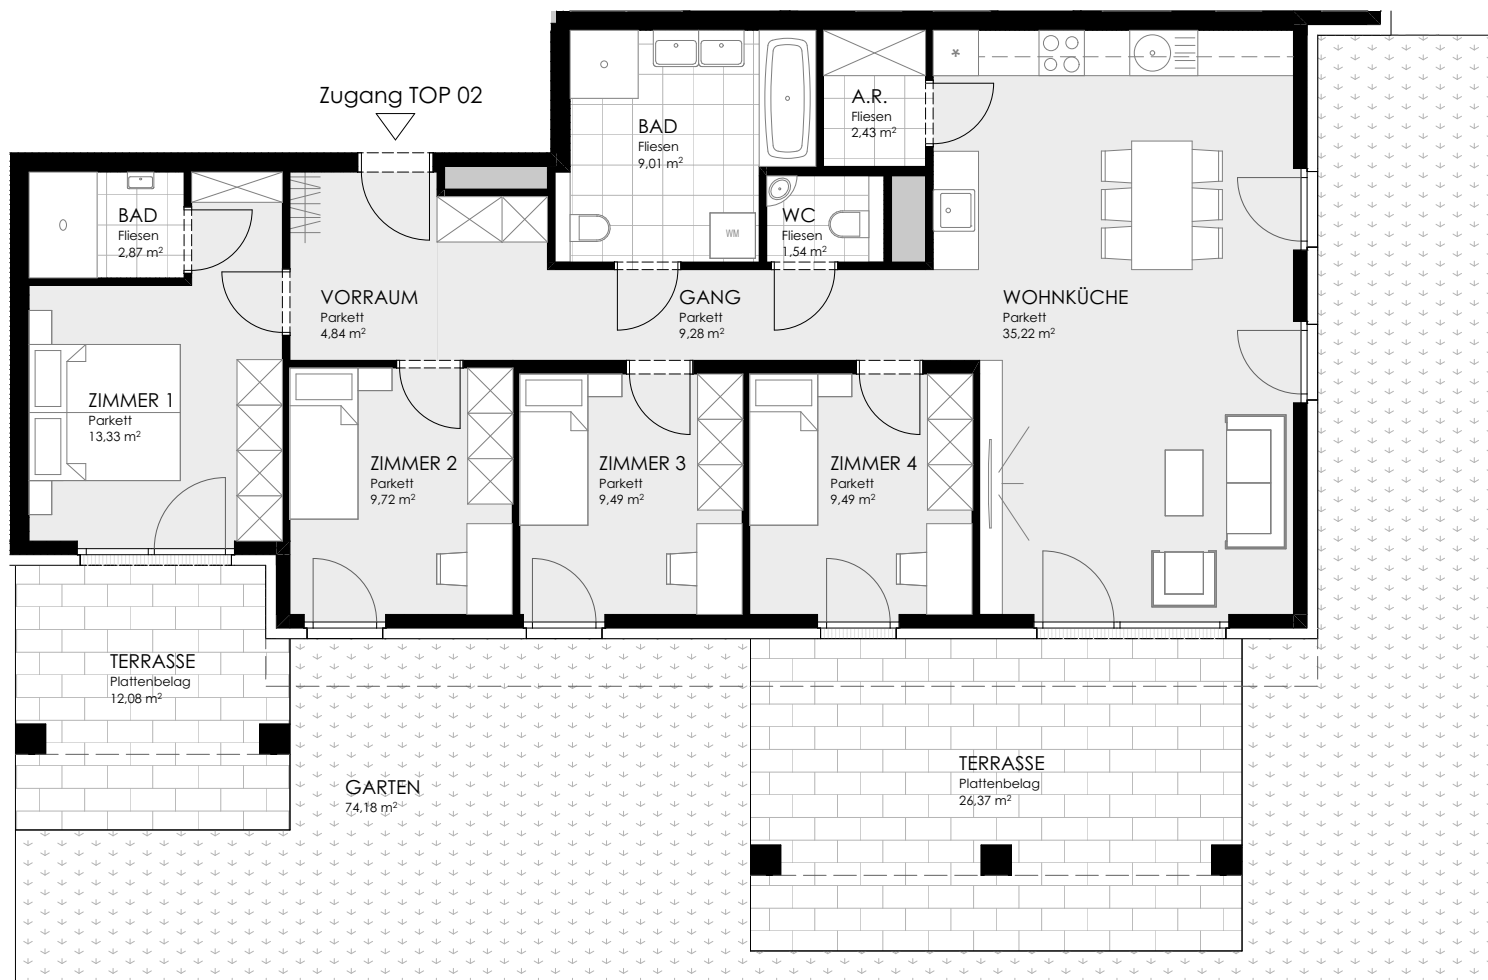 Zugang TOP 02
BAD
Fliesen
9,01 m²
A.R.
Fliesen
2,43 m²
*
BAD
Fliesen
2,87 m²
WC
Fliesen
1,54 m²
WM
VORRAUM
Parkett
4,84 m²
GANG
Parkett
9,28 m²
WOHNKÜCHE
Parkett
35,22 m²
ZIMMER 1
Parkett
13,33 m²
ZIMMER 2
Parkett
9,72 m²
ZIMMER 3
Parkett
9,49 m²
ZIMMER 4
Parkett
9,49 m²
TERRASSE
Plattenbelag
12,08 m²
GARTEN
74,18 m²
TERRASSE
Plattenbelag
26,37 m²